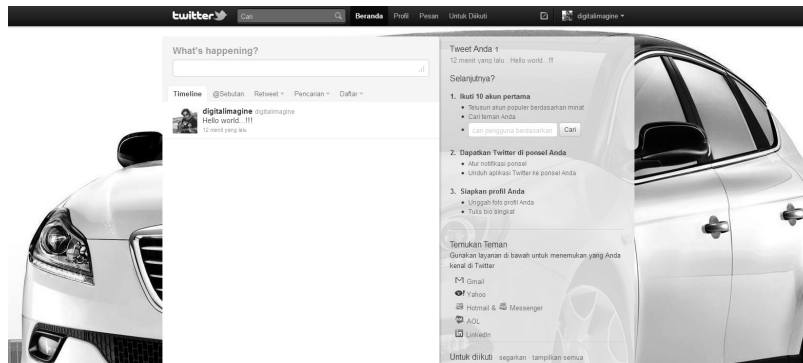 twitter
Cari
Beranda Profil Pesan Untuk Diikuti
digitalimagine
What's happening?
Timeline @Sebutan Retweet Pencarian Daftar
digitalimagine digitalimagine
Hello world...!!!
12 menit yang lalu
Tweet Anda 1
12 menit yang lalu Hello world...!!!
Selanjutnya?
1. Ikuti 10 akun pertama
Telusuri akun populer berdasarkan minat
Cari teman Anda
cari pengguna berdasarkan Cari
2. Dapatkan Twitter di ponsel Anda
Atur notifikasi ponsel
Unduh aplikasi Twitter ke ponsel Anda
3. Siapkan profil Anda
Unggah foto profil Anda
Tulis bio singkat
Temukan Teman
Gunakan layanan di bawah untuk menemukan yang Anda
kenal di Twitter
Gmail
Yahoo
Hotmail & Messenger
AOL
LinkedIn
Untuk diikuti segarkan tampilkan semua